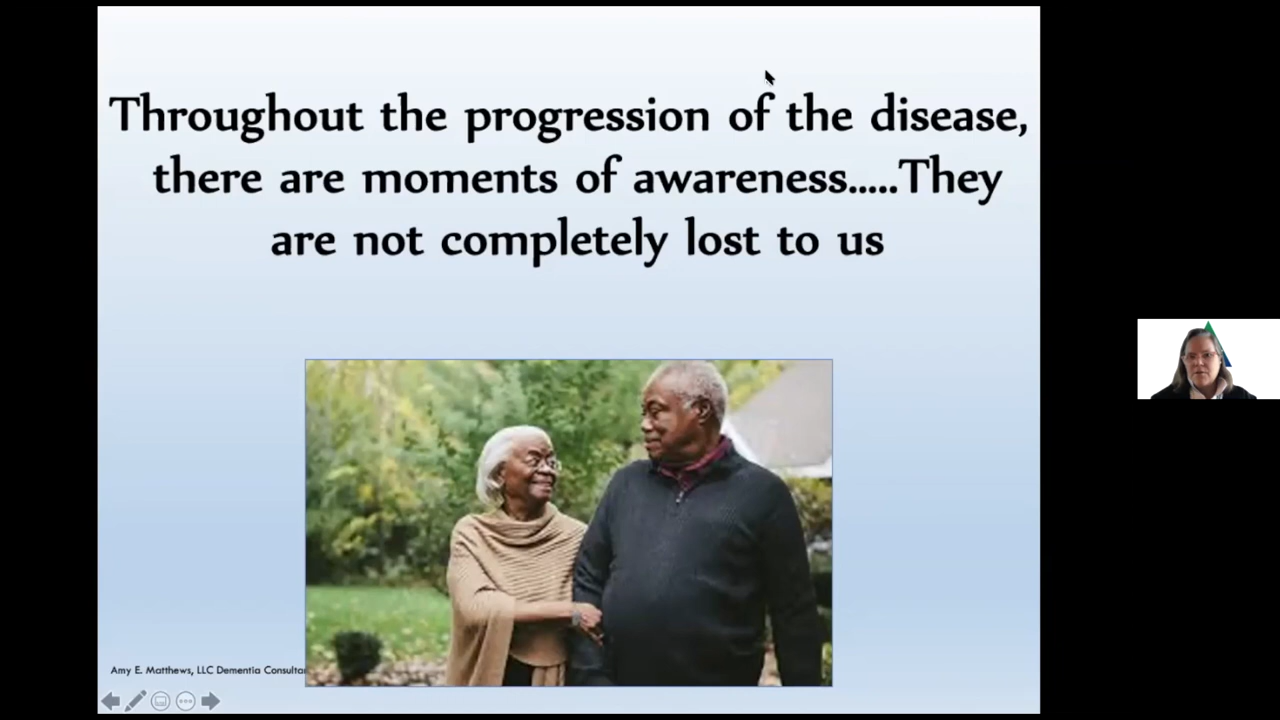 Throughout the progression of the disease,
there are moments of awareness.....They
are not completely lost to us
Amy E. Matthews, LLC Dementia